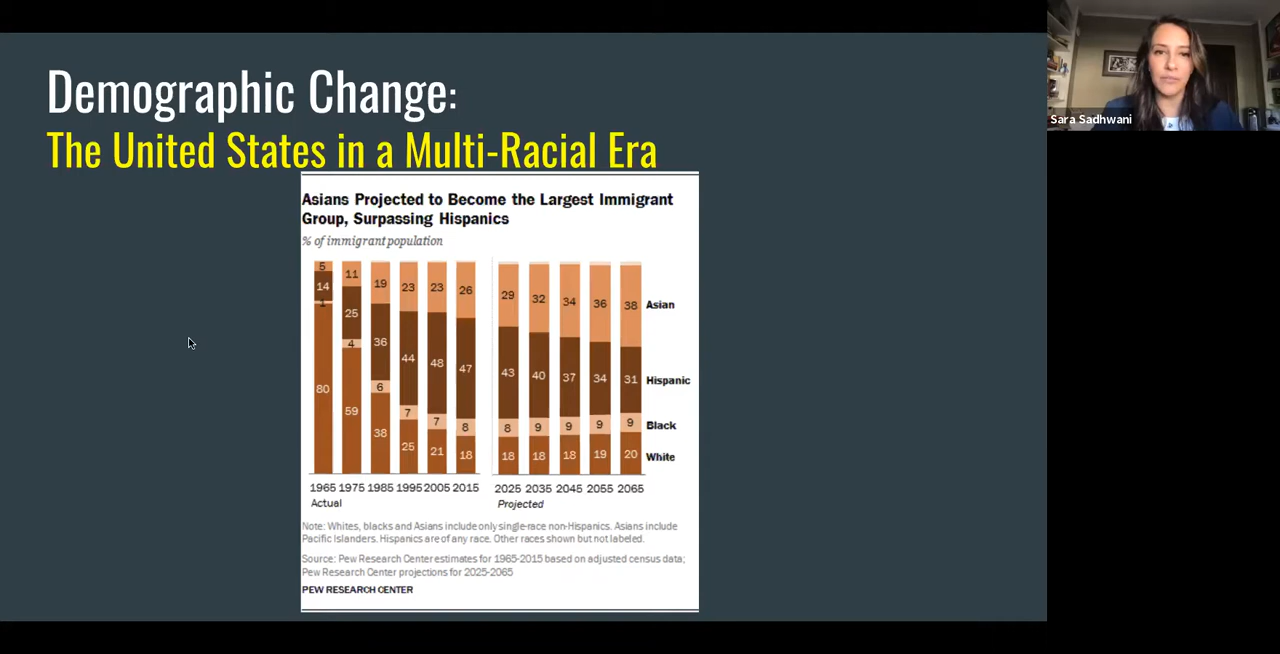 Demographic Change:
The United States in a Multi-Racial Era
Sara Sadhwani
Asians Projected to Become the Largest Immigrant
Group, Surpassing Hispanics
% of immigrant population
5 11 19 23 23 26 29 32 34 36 38 Asian
14 25 36 44 48 47 43 40 37 34 31 Hispanic
1 4 6 7 7 8 8 9 9 9 9 Black
80 59 38 25 21 18 18 18 18 19 20 White
1965 1975 1985 1995 2005 2015 2025 2035 2045 2055 2065
Actual Projected
Note: Whites, blacks and Asians include only single-race non-Hispanics. Asians include
Pacific Islanders. Hispanics are of any race. Other races shown but not labeled.
Source: Pew Research Center estimates for 1965-2015 based on adjusted census data;
Pew Research Center projections for 2025-2065
PEW RESEARCH CENTER